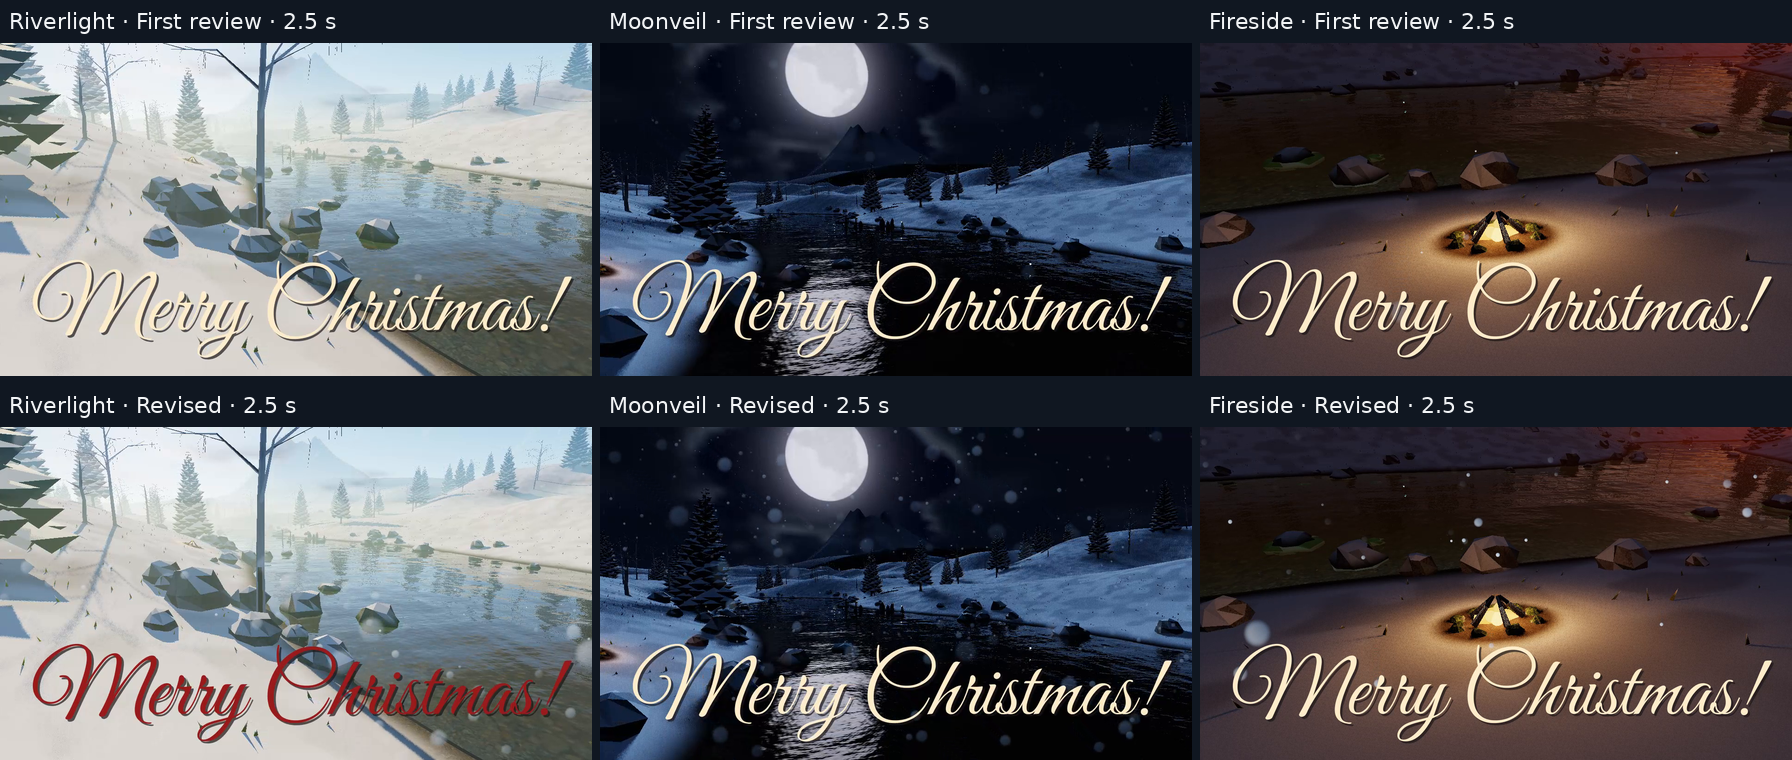 Riverlight · First review · 2.5 s
Moonveil · First review · 2.5 s
Fireside · First review · 2.5 s
Merry Christmas!
Merry Christmas!
Merry Christmas!
Riverlight · Revised · 2.5 s
Moonveil · Revised · 2.5 s
Fireside · Revised · 2.5 s
Merry Christmas!
Merry Christmas!
Merry Christmas!